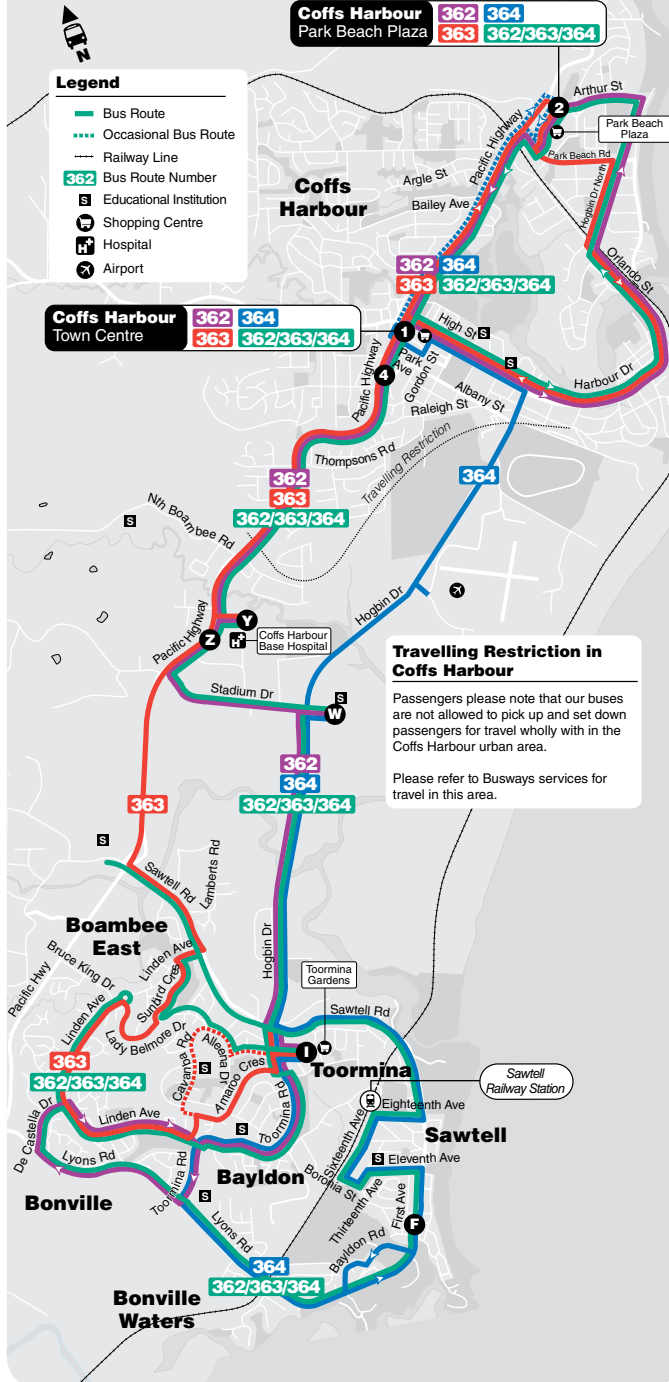 Coffs Harbour
Park Beach Plaza
362 364
363 362/363/364
N
Legend
Bus Route
Occasional Bus Route
Railway Line
362 Bus Route Number
S Educational Institution
Shopping Centre
H Hospital
Airport
2
Arthur St
Park Beach
Plaza
Park Beach Rd
Pacific Highway
Argle St
Bailey Ave
Coffs
Harbour
Hogbin Dr North
Orlando St
362 364
363 362/363/364
Coffs Harbour
Town Centre
362 364
363 362/363/364
1
High St
S
S
Harbour Dr
Park
Ave
Gordon St
4
Pacific Highway
Albany St
Raleigh St
Thompsons Rd
Travelling Restriction
362
363
362/363/364
364
S
Nth Boambee Rd
Hogbin Dr
Y
Z
H
Coffs Harbour
Base Hospital
Pacific Highway
Stadium Dr
S
W
Travelling Restriction in
Coffs Harbour
Passengers please note that our buses
are not allowed to pick up and set down
passengers for travel wholly with in the
Coffs Harbour urban area.
Please refer to Busways services for
travel in this area.
362
364
362/363/364
363
S
Sawtell Rd
Lamberts Rd
Boambee
East
Hogbin Dr
Pacific Hwy
Bruce King Dr
Linden Ave
Sunbird Cres
Linden Ave
Lady Belmore Dr
Toormina
Gardens
Sawtell Rd
I
Toormina
Cavanba Rd
Alleena Dr
S
Amaroo Cres
363
362/363/364
Sawtell
Railway Station
Eighteenth Ave
Sawtell
De Castella Dr
Linden Ave
S
Toormina Rd
Sixteenth Ave
S
Eleventh Ave
Lyons Rd
Toormina Rd
Bayldon
Boronia St
Thirteenth Ave
First Ave
Bonville
S
F
Lyons Rd
Bayldon Rd
364
362/363/364
Bonville
Waters